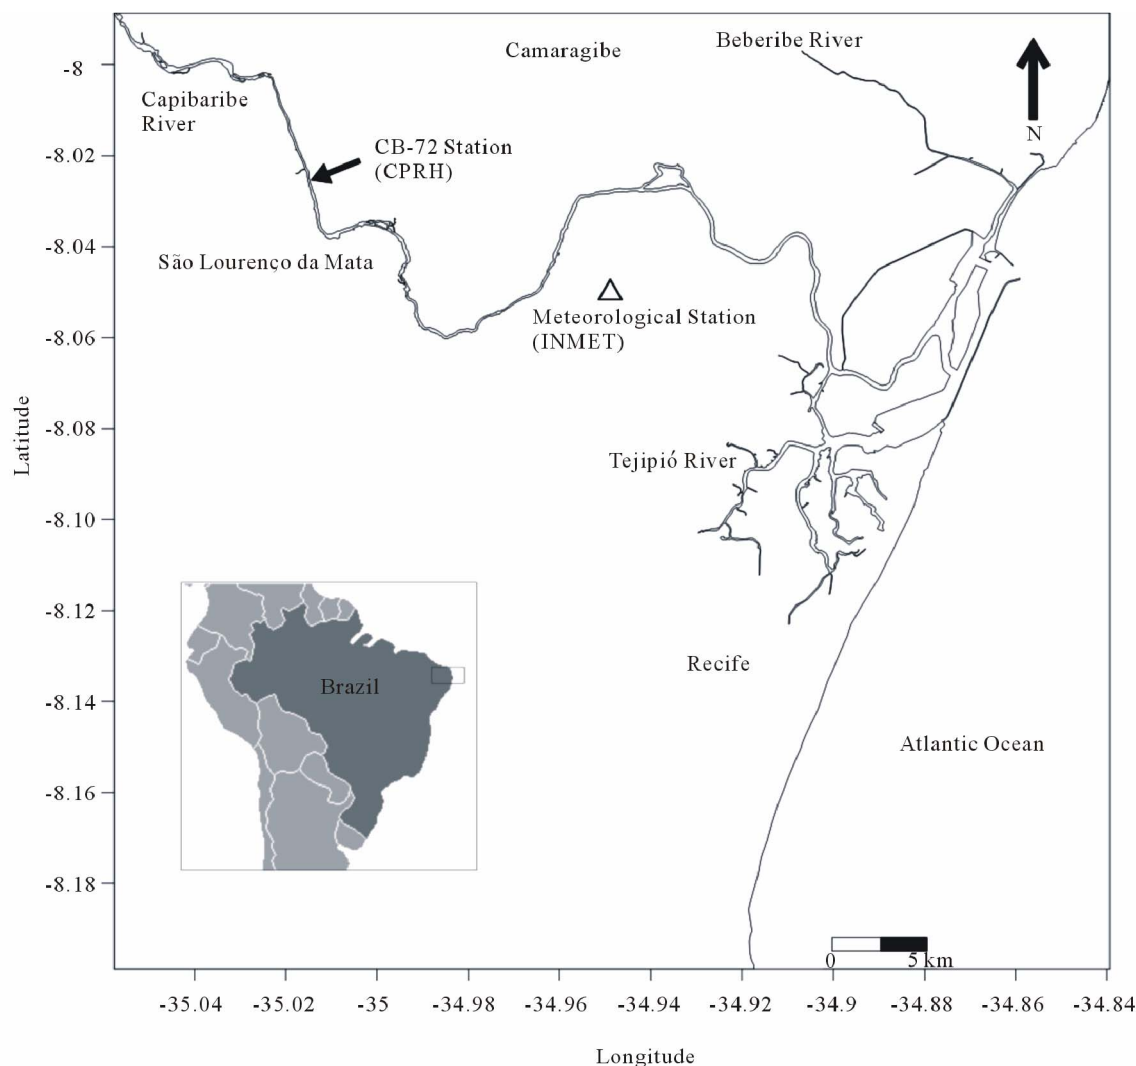 Camaragibe
Beberibe River
-8
Capibaribe
River
N
CB-72 Station
(CPRH)
-8.02
-8.04
São Lourenço da Mata
Meteorological Station
(INMET)
-8.06
-8.08
Latitude
Tejipió River
-8.10
-8.12
Recife
Brazil
-8.14
Atlantic Ocean
-8.16
-8.18
0
5 km
-35.04
-35.02
-35
-34.98
-34.96
-34.94
-34.92
-34.9
-34.88
-34.86
-34.84
Longitude